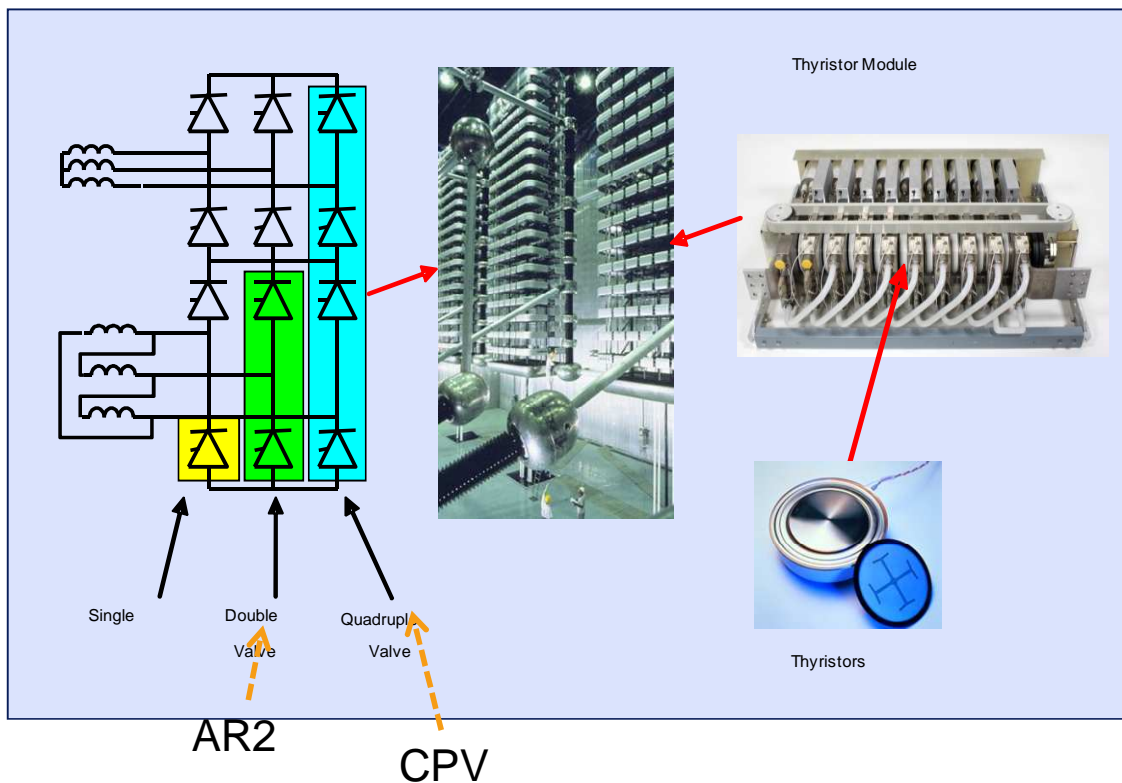 Thyristor Module
Single
Double
Valve
Quadruple
Valve
Thyristors
AR2
CPV